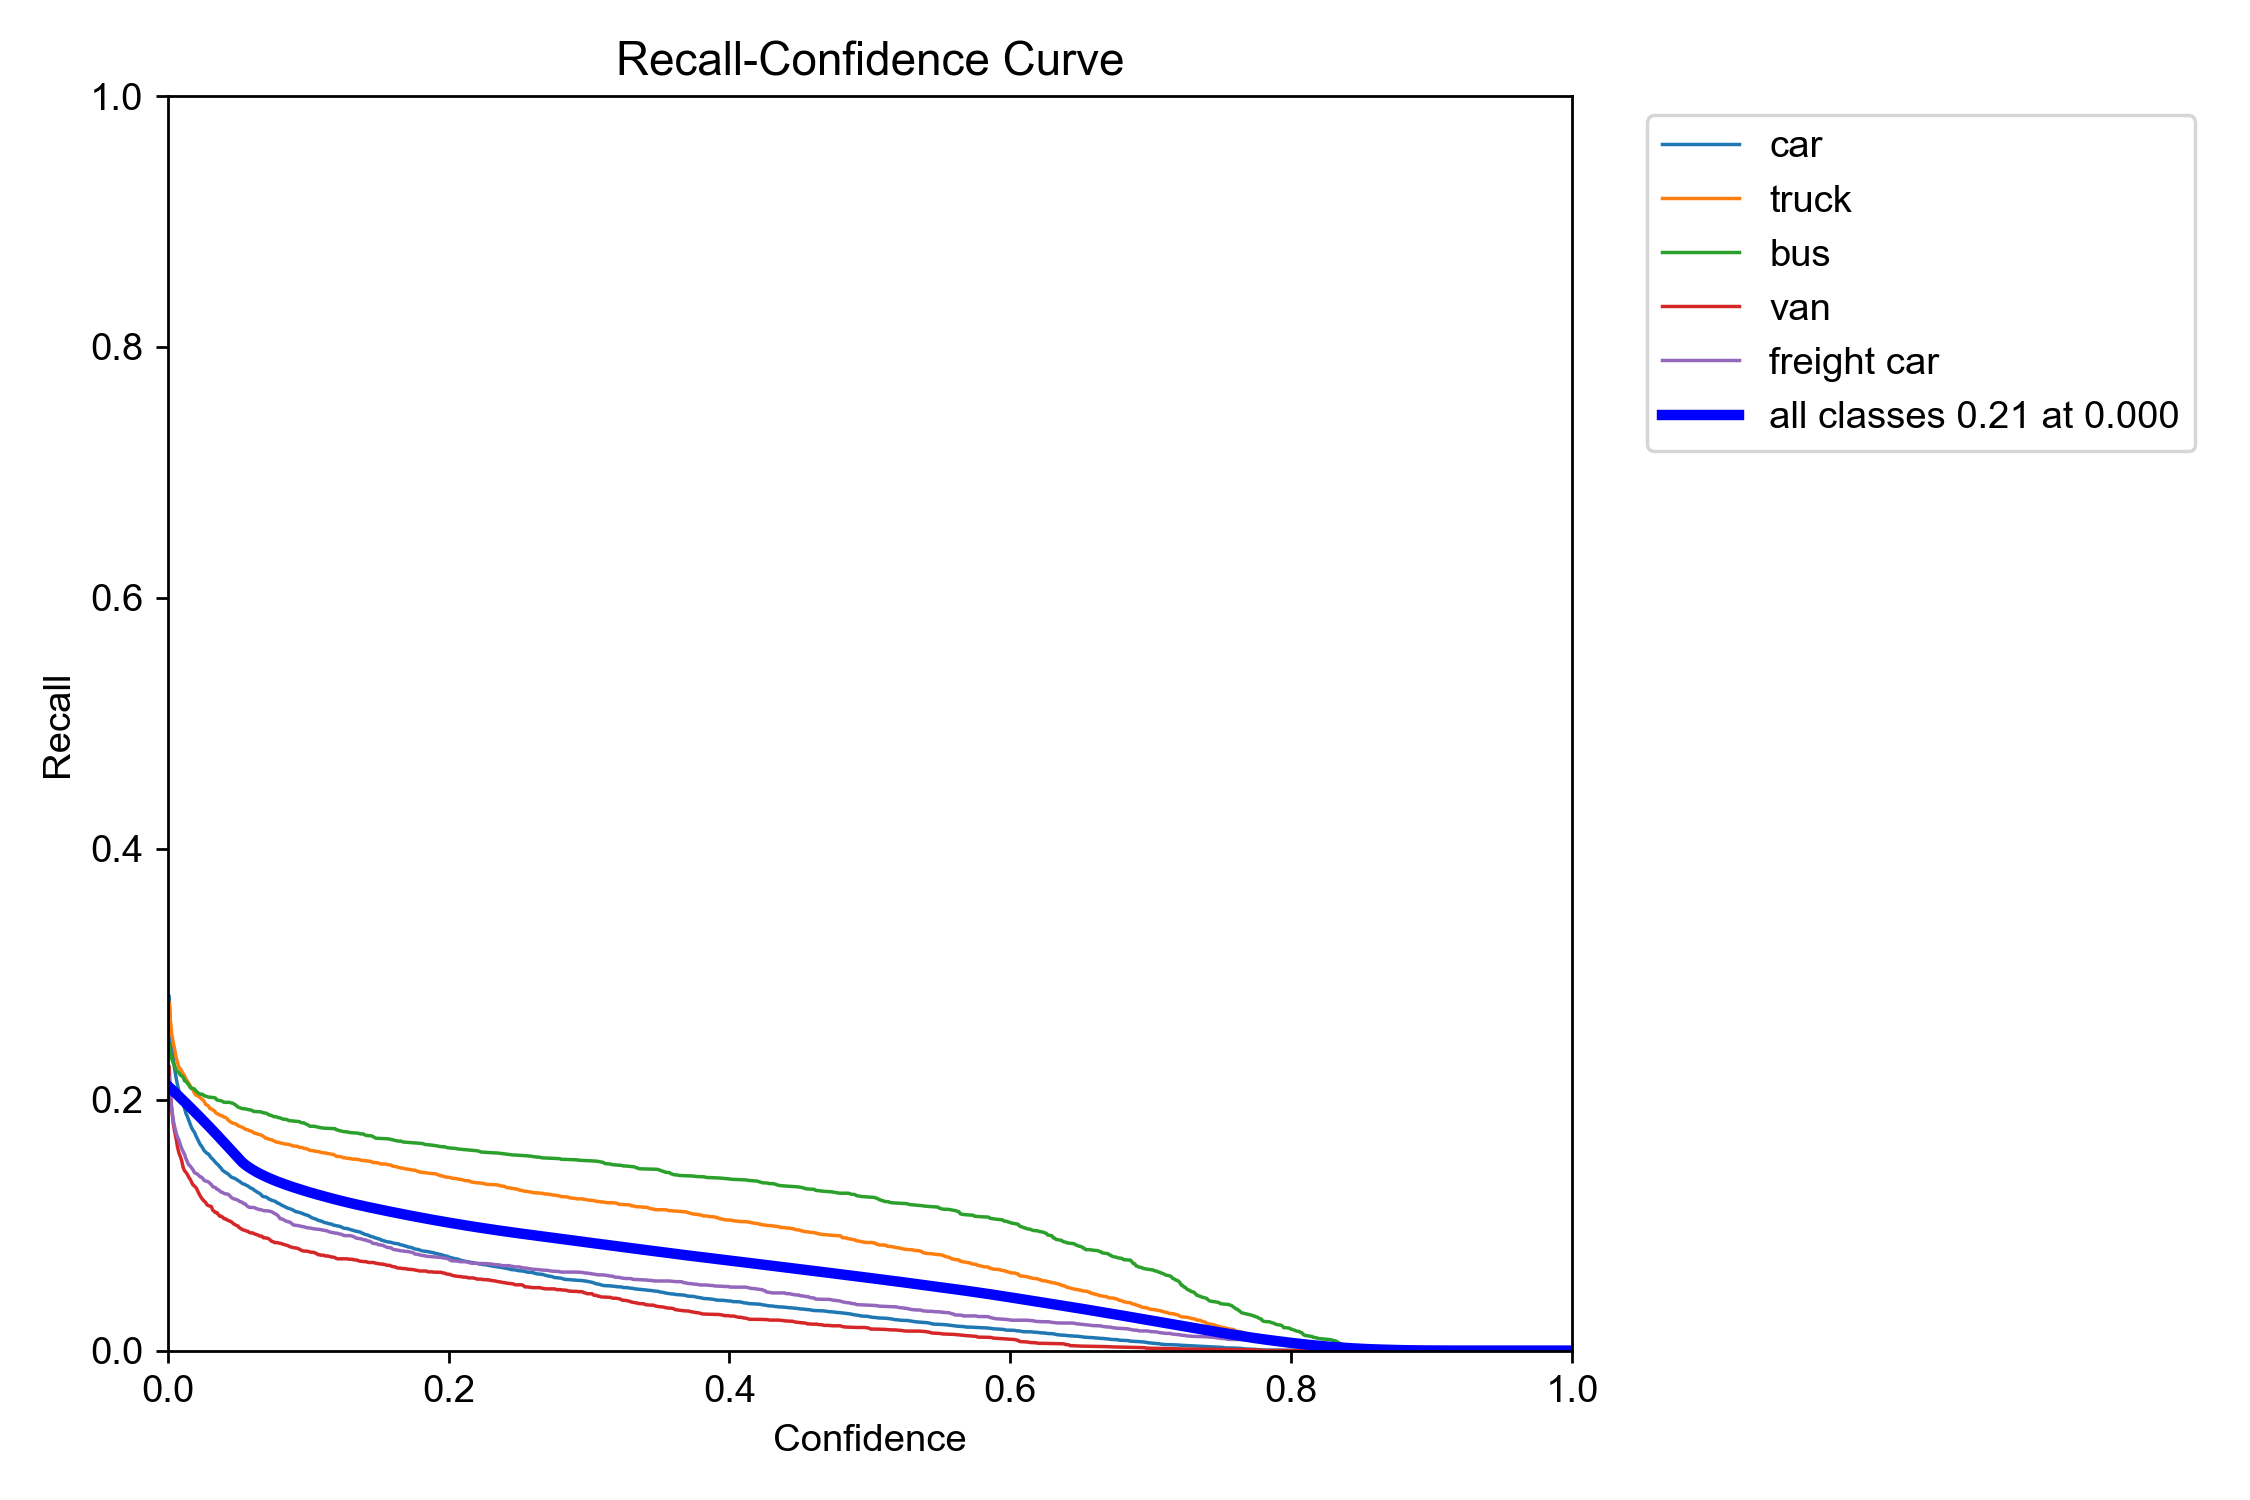 Recall-Confidence Curve
1.0
0.8
0.6
0.4
0.2
0.0
Recall
0.0 0.2 0.4 0.6 0.8 1.0
Confidence
car
truck
bus
van
freight car
all classes 0.21 at 0.000